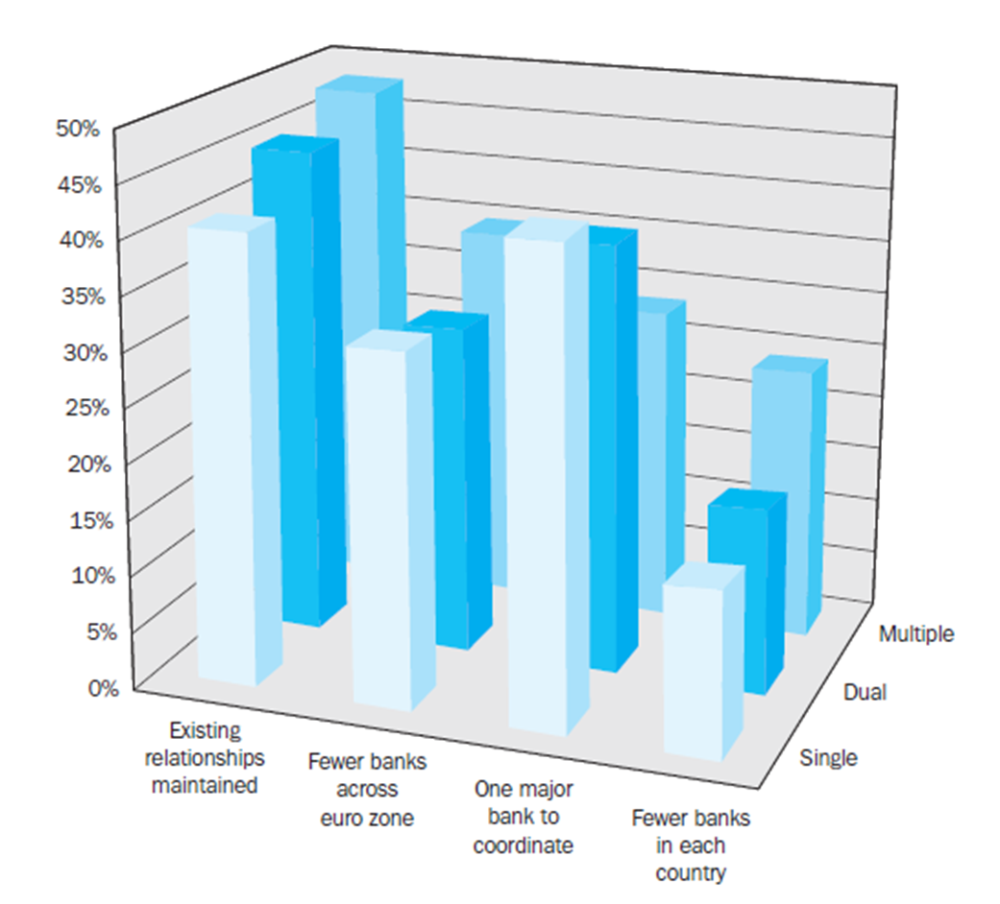 50%
45%
40%
35%
30%
25%
20%
15%
10%
5%
0%
Multiple
Dual
Single
Existing
relationships
maintained
Fewer banks
across
euro zone
One major
bank to
coordinate
Fewer banks
in each
country